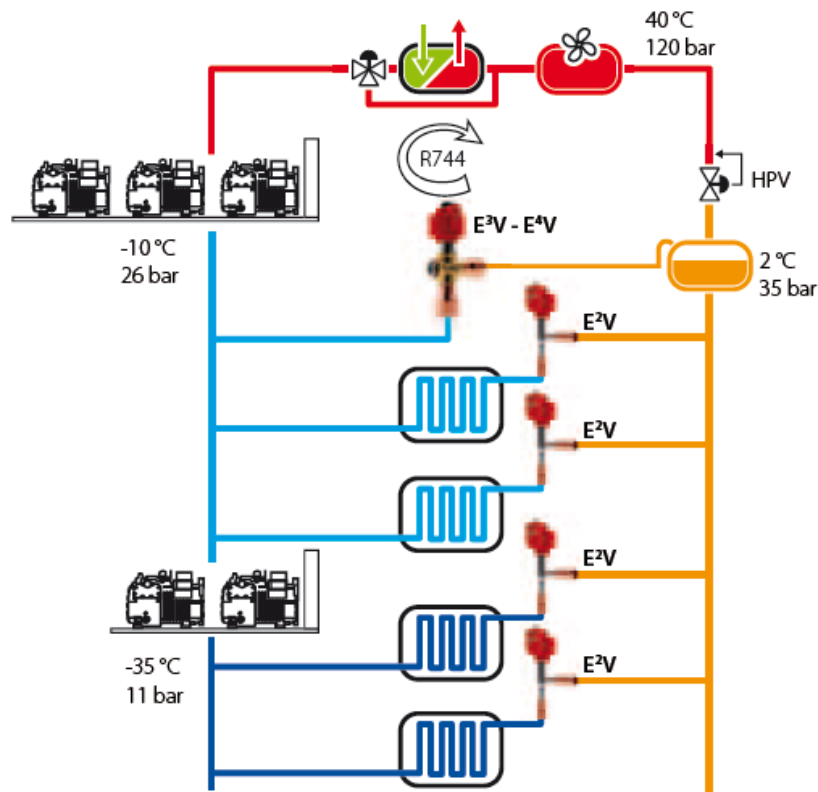 40 °C
120 bar
R744
HPV
E³V - E⁴V
-10 °C
26 bar
2 °C
35 bar
E²V
E²V
E²V
E²V
-35 °C
11 bar